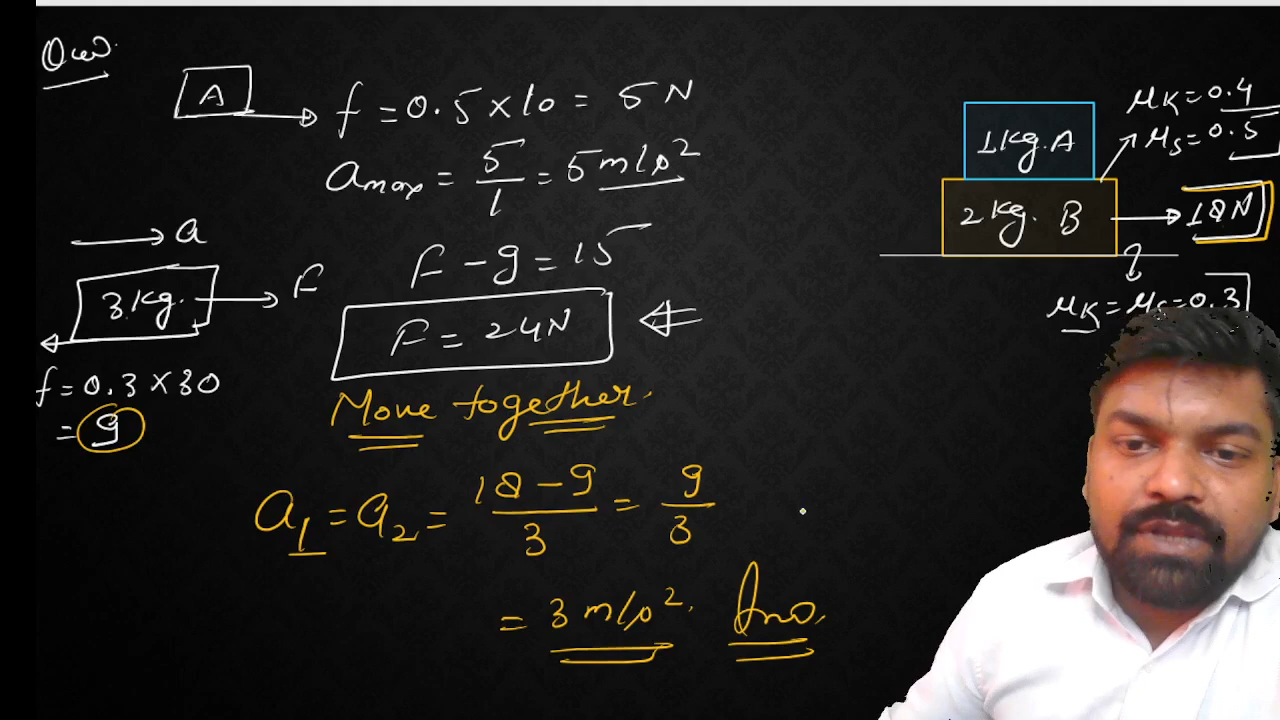 Que.
A
f = 0.5 × 10 = 5 N
amax = 5/1 = 5 m/s²
a
3 kg.
F
f = 0.3 × 30
= 9
F - 9 = 15
F = 24N
Move together.
a1 = a2 = 18 - 9 / 3 = 9/3
= 3 m/s². Ans.
μK = 0.4
μs = 0.5
1kg. A
2kg. B
18N
μK = μs = 0.3